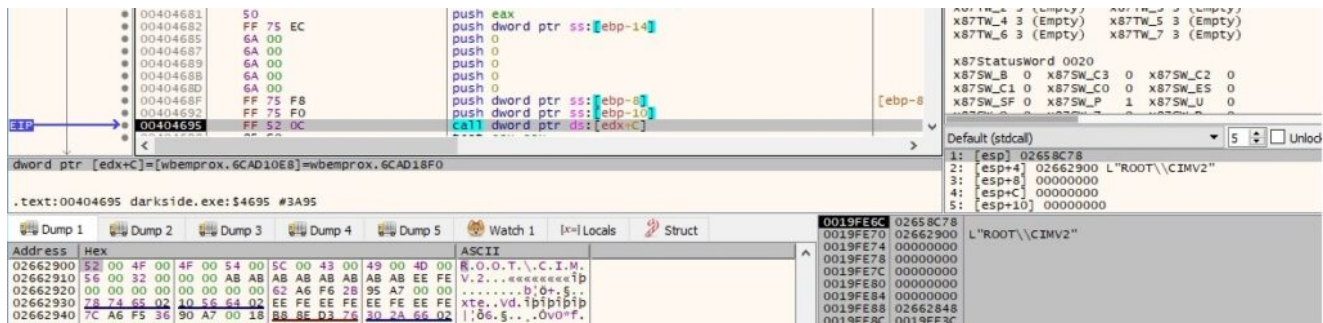 00404681 50 push eax
00404682 FF 75 EC push dword ptr ss:[ebp-14]
00404685 6A 00 push 0
00404687 6A 00 push 0
00404689 6A 00 push 0
0040468B 6A 00 push 0
0040468D 6A 00 push 0
0040468F FF 75 F8 push dword ptr ss:[ebp-8] [ebp-8
00404692 FF 75 F0 push dword ptr ss:[ebp-10]
EIP 00404695 FF 52 0C call dword ptr ds:[edx+C]
dword ptr [edx+C]=[wbemprox.6CAD10E8]=wbemprox.6CAD18F0
.text:00404695 darkside.exe:$4695 #3A95
x87TW_6 3 (Empty) x87TW_7 3 (Empty)
x87StatusWord 0020
x87SW_B 0 x87SW_C3 0 x87SW_C2 0
x87SW_C1 0 x87SW_C0 0 x87SW_ES 0
x87SW_SF 0 x87SW_P 1 x87SW_U 0
Default (stdcall) 5 Unlock
1: [esp] 02658C78
2: [esp+4] 02662900 L"ROOT\\CIMV2"
3: [esp+8] 00000000
4: [esp+C] 00000000
5: [esp+10] 00000000
Dump 1 Dump 2 Dump 3 Dump 4 Dump 5 Watch 1 [x=] Locals Struct
Address Hex ASCII
02662900 52 00 4F 00 4F 00 54 00 5C 00 43 00 49 00 4D 00 R.O.O.T.\.C.I.M.
02662910 56 00 32 00 00 00 AB AB AB AB AB AB AB AB EE FE V.2...««««««««îþ
02662920 00 00 00 00 00 00 00 00 62 A6 F6 2B 95 A7 00 00 ........b¦ö+.§..
02662930 78 74 65 02 10 56 64 02 EE FE EE FE EE FE EE FE xte..Vd.îþîþîþîþ
02662940 7C A6 F5 36 90 A7 00 18 B8 8E D3 76 30 2A 66 02 |¦õ6.§..¸.Óv0*f.
0019FE6C 02658C78
0019FE70 02662900 L"ROOT\\CIMV2"
0019FE74 00000000
0019FE78 00000000
0019FE7C 00000000
0019FE80 00000000
0019FE84 00000000
0019FE88 02662848
0019FE8C 0019FE3C